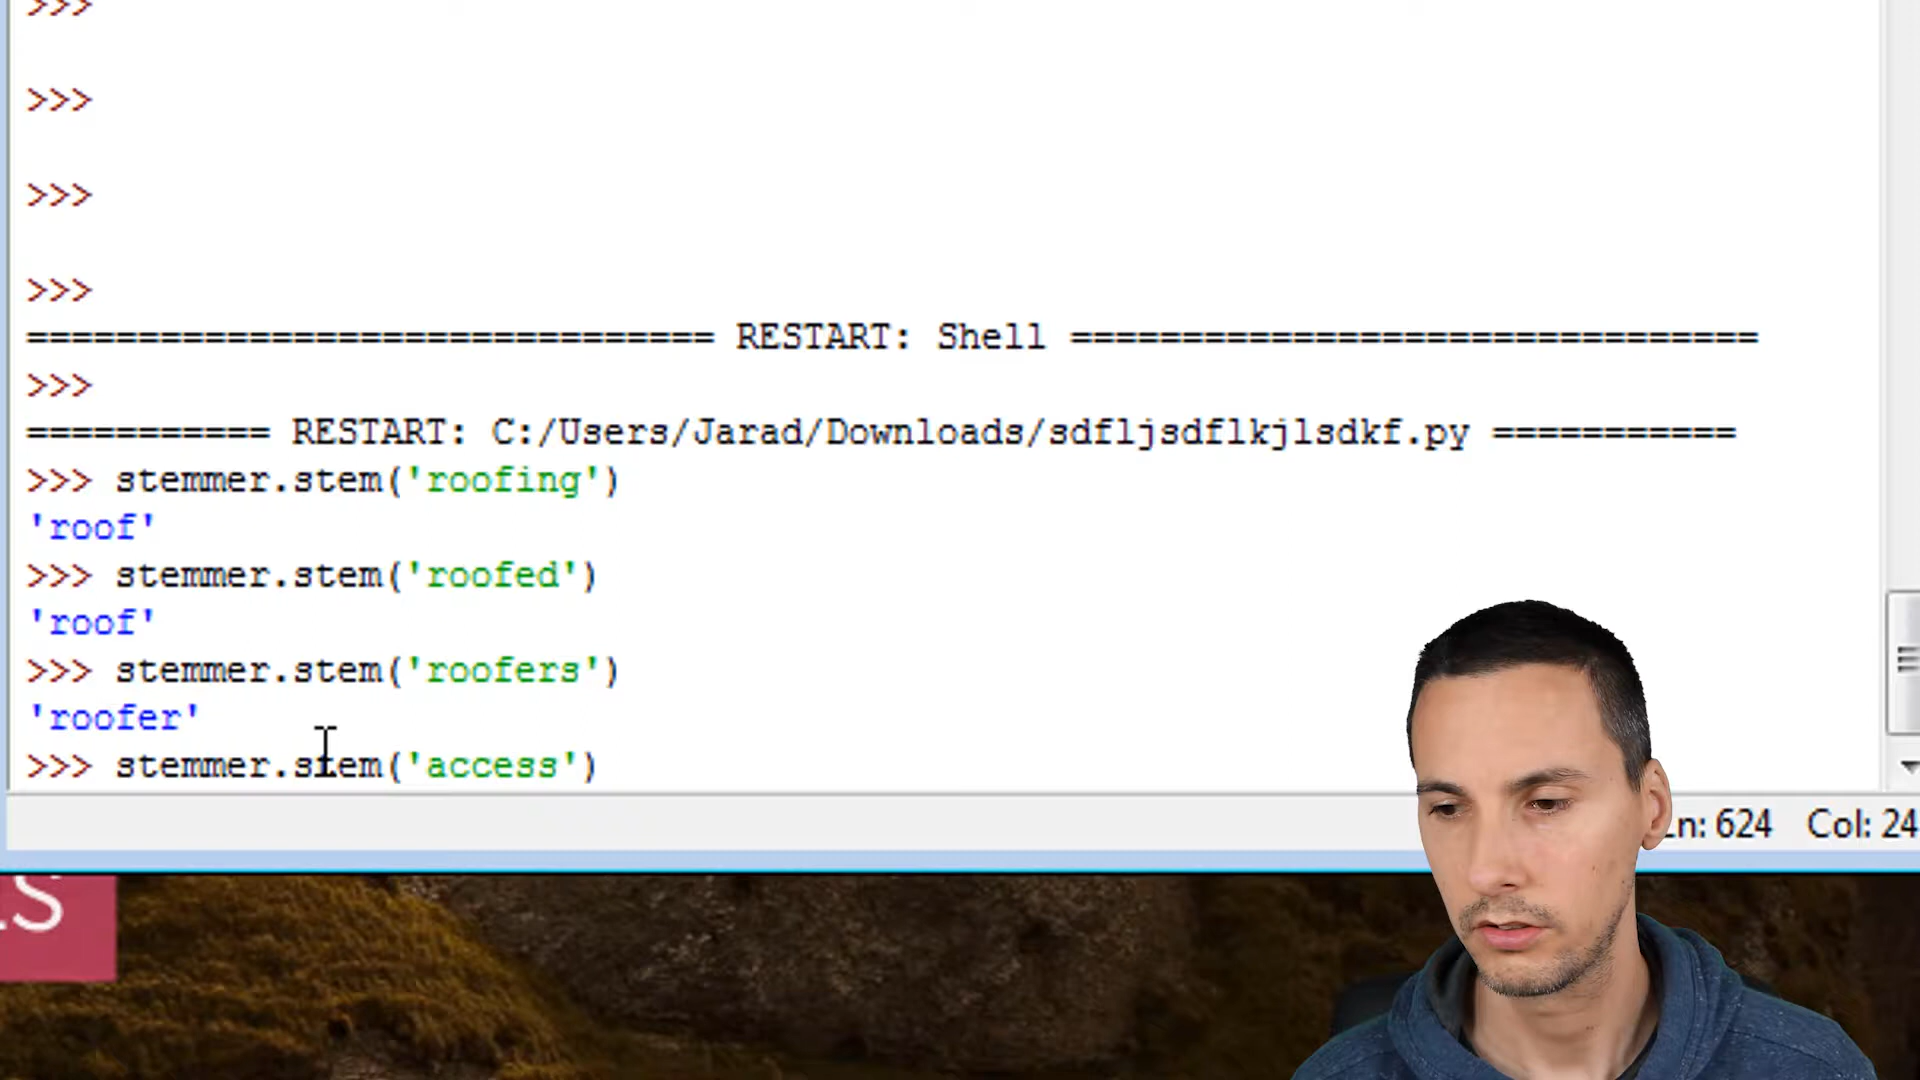 >>>
>>>
>>>
>>>
=============================== RESTART: Shell ===============================
>>>
=========== RESTART: C:/Users/Jarad/Downloads/sdfljsdflkjlsdkf.py ===========
>>> stemmer.stem('roofing')
'roof'
>>> stemmer.stem('roofed')
'roof'
>>> stemmer.stem('roofers')
'roofer'
>>> stemmer.stem('access')
Ln: 624 Col: 24